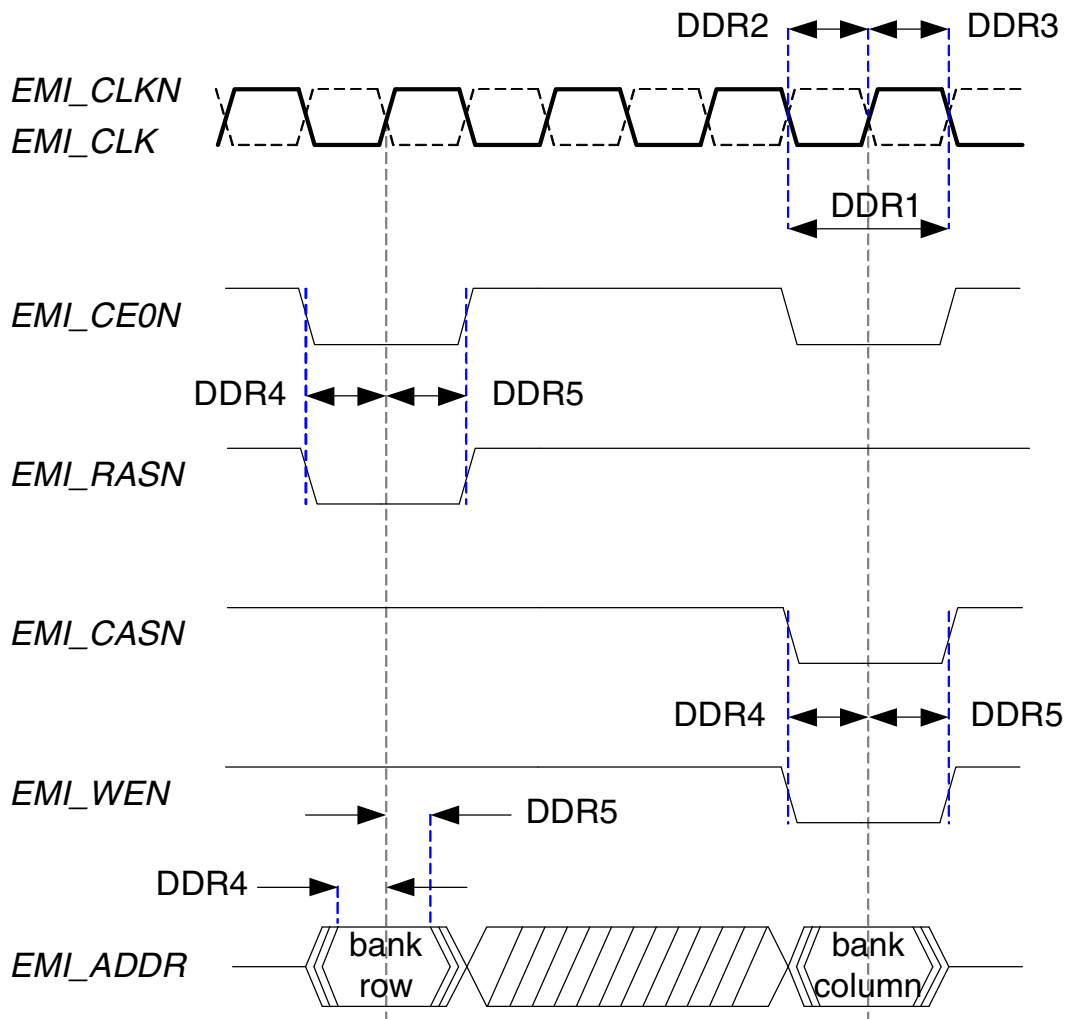 DDR2 DDR3
EMI_CLKN
EMI_CLK
DDR1
EMI_CE0N
DDR4 DDR5
EMI_RASN
EMI_CASN
DDR4 DDR5
EMI_WEN
DDR5
DDR4
EMI_ADDR
bank bank
row column